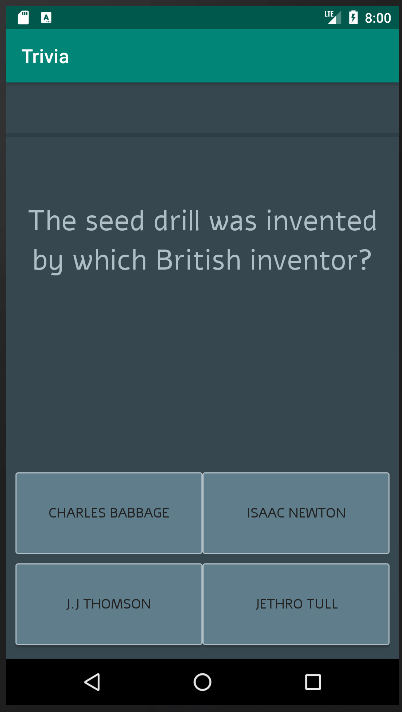 LTE 8:00
Trivia
The seed drill was invented
by which British inventor?
CHARLES BABBAGE
ISAAC NEWTON
J.J THOMSON
JETHRO TULL